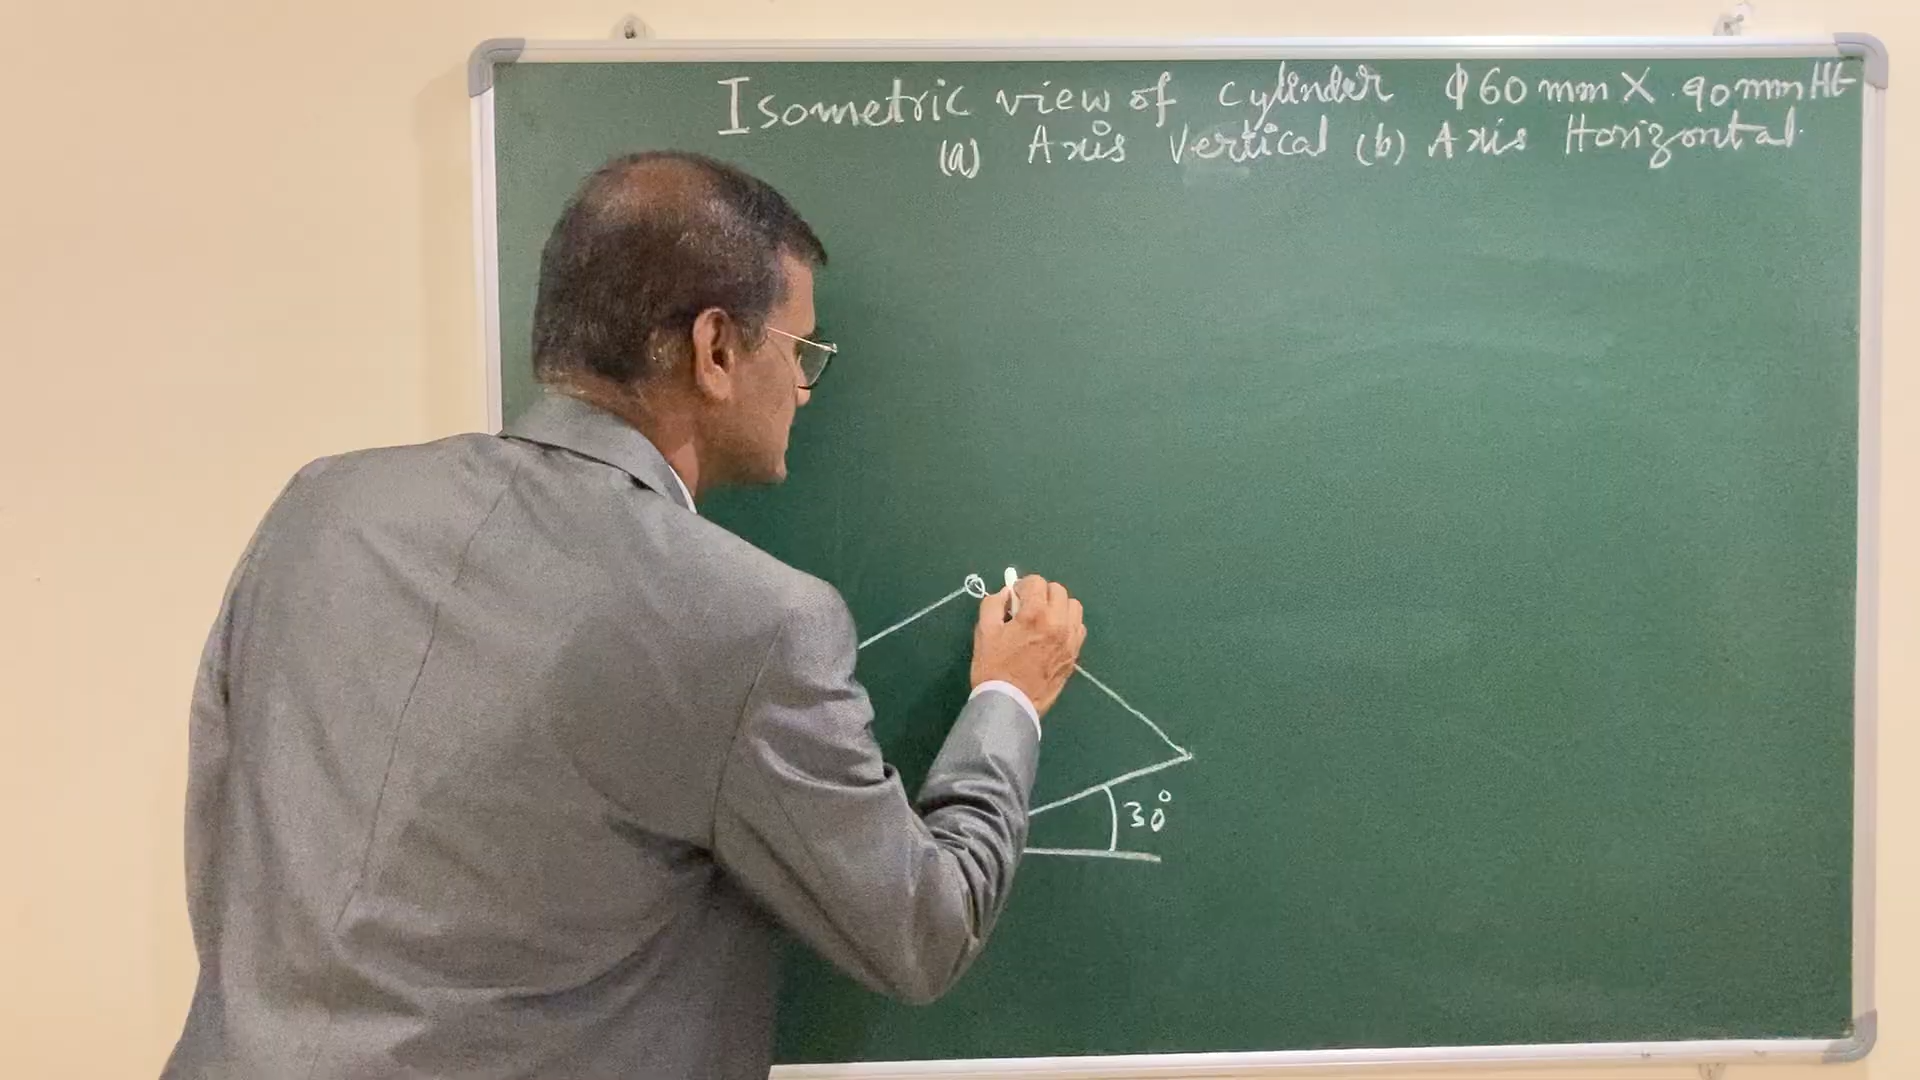 Isometric view of cylinder ϕ60 mm X 90 mm Ht
(a) Axis Vertical (b) Axis Horizontal.
30°